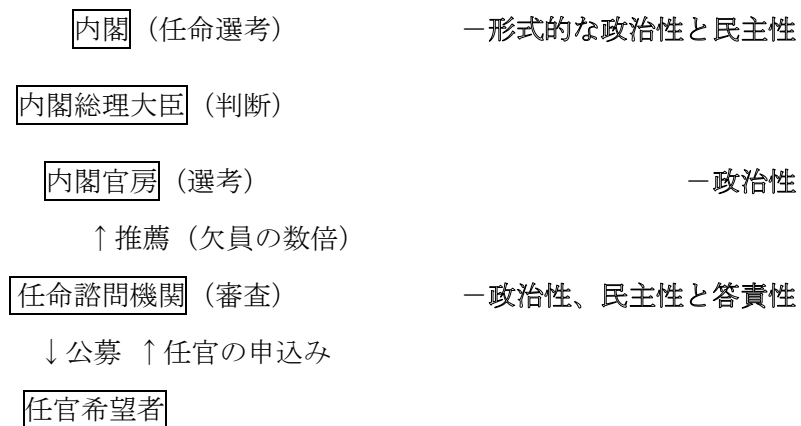 内閣（任命選考） －形式的な政治性と民主性
内閣総理大臣（判断）
内閣官房（選考） －政治性
↑推薦（欠員の数倍）
任命諮問機関（審査） －政治性、民主性と答責性
↓公募 ↑任官の申込み
任官希望者